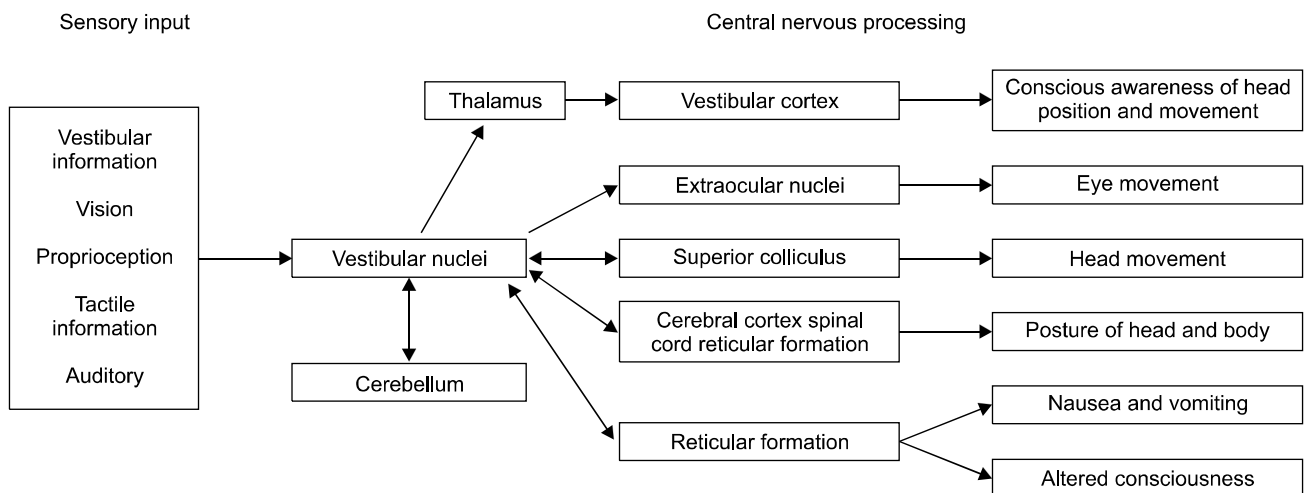 Sensory input
Central nervous processing
Vestibular
information
Vision
Proprioception
Tactile
information
Auditory
Vestibular nuclei
Cerebellum
Thalamus
Vestibular cortex
Conscious awareness of head
position and movement
Extraocular nuclei
Eye movement
Superior colliculus
Head movement
Cerebral cortex spinal
cord reticular formation
Posture of head and body
Reticular formation
Nausea and vomiting
Altered consciousness